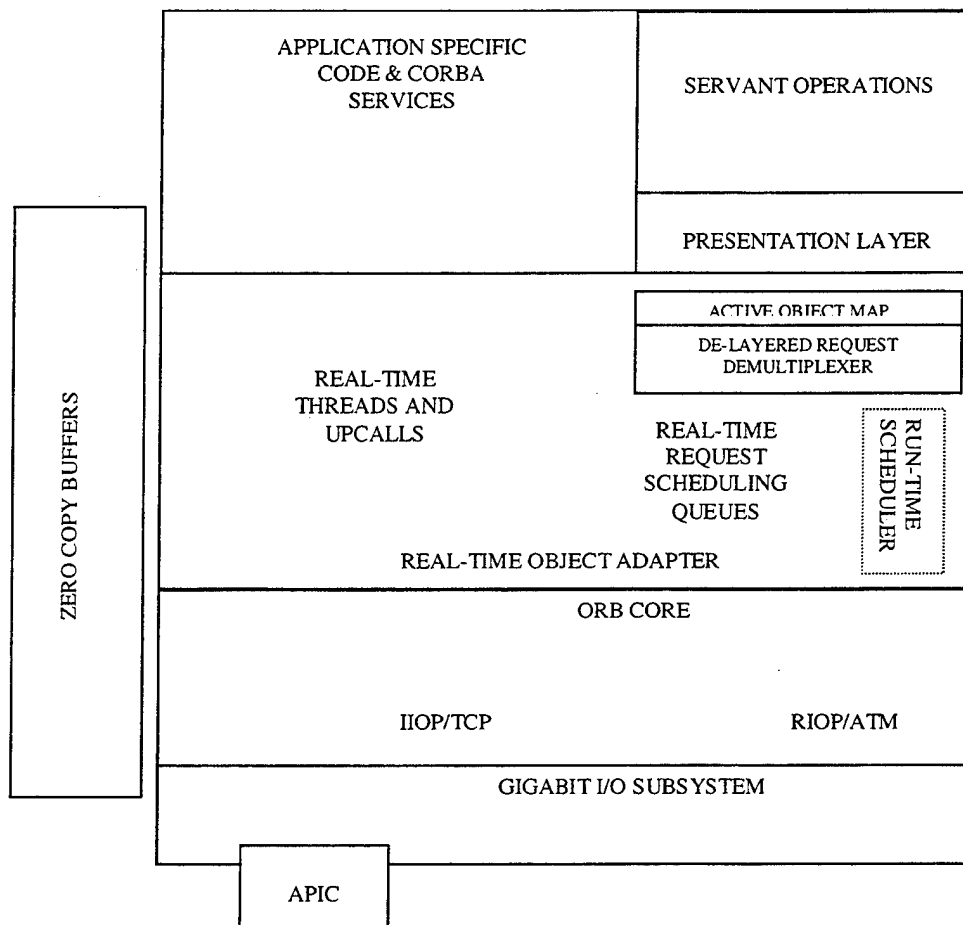 APPLICATION SPECIFIC
CODE & CORBA
SERVICES
SERVANT OPERATIONS
PRESENTATION LAYER
ACTIVE OBJECT MAP
DE-LAYERED REQUEST
DEMULTIPLEXER
ZERO COPY BUFFERS
REAL-TIME
THREADS AND
UPCALLS
REAL-TIME
REQUEST
SCHEDULING
QUEUES
RUN-TIME
SCHEDULER
REAL-TIME OBJECT ADAPTER
ORB CORE
IIOP/TCP
RIOP/ATM
GIGABIT I/O SUBSYSTEM
APIC